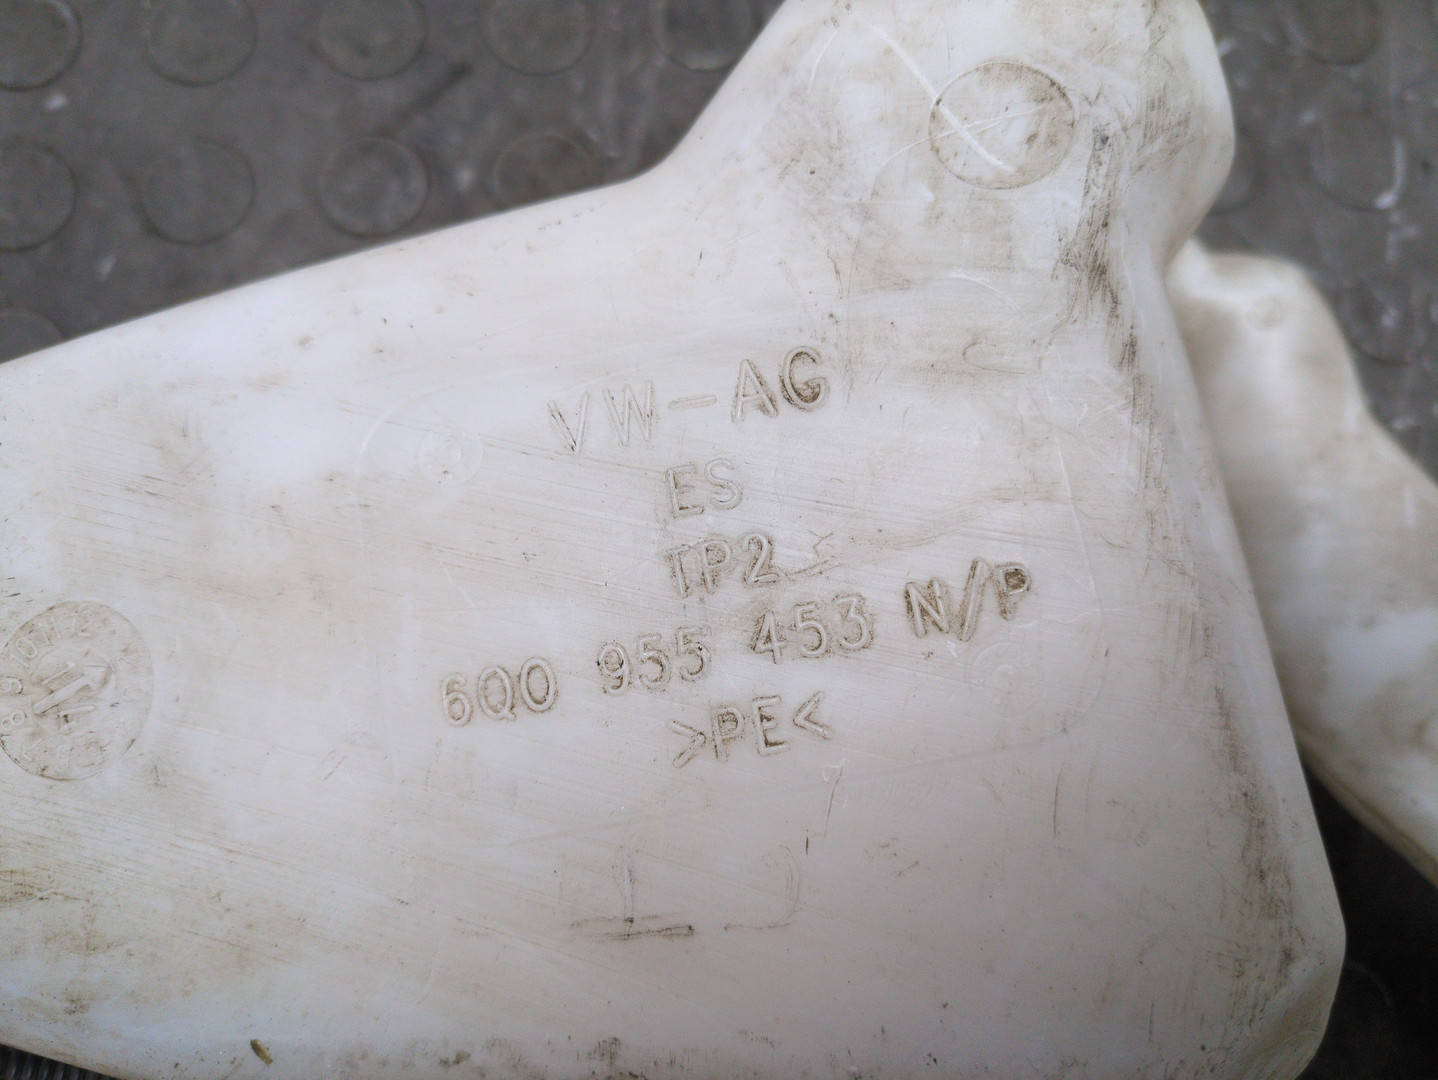 VW-AG
ES
TP2
6Q0 955 453 N/P
>PE<